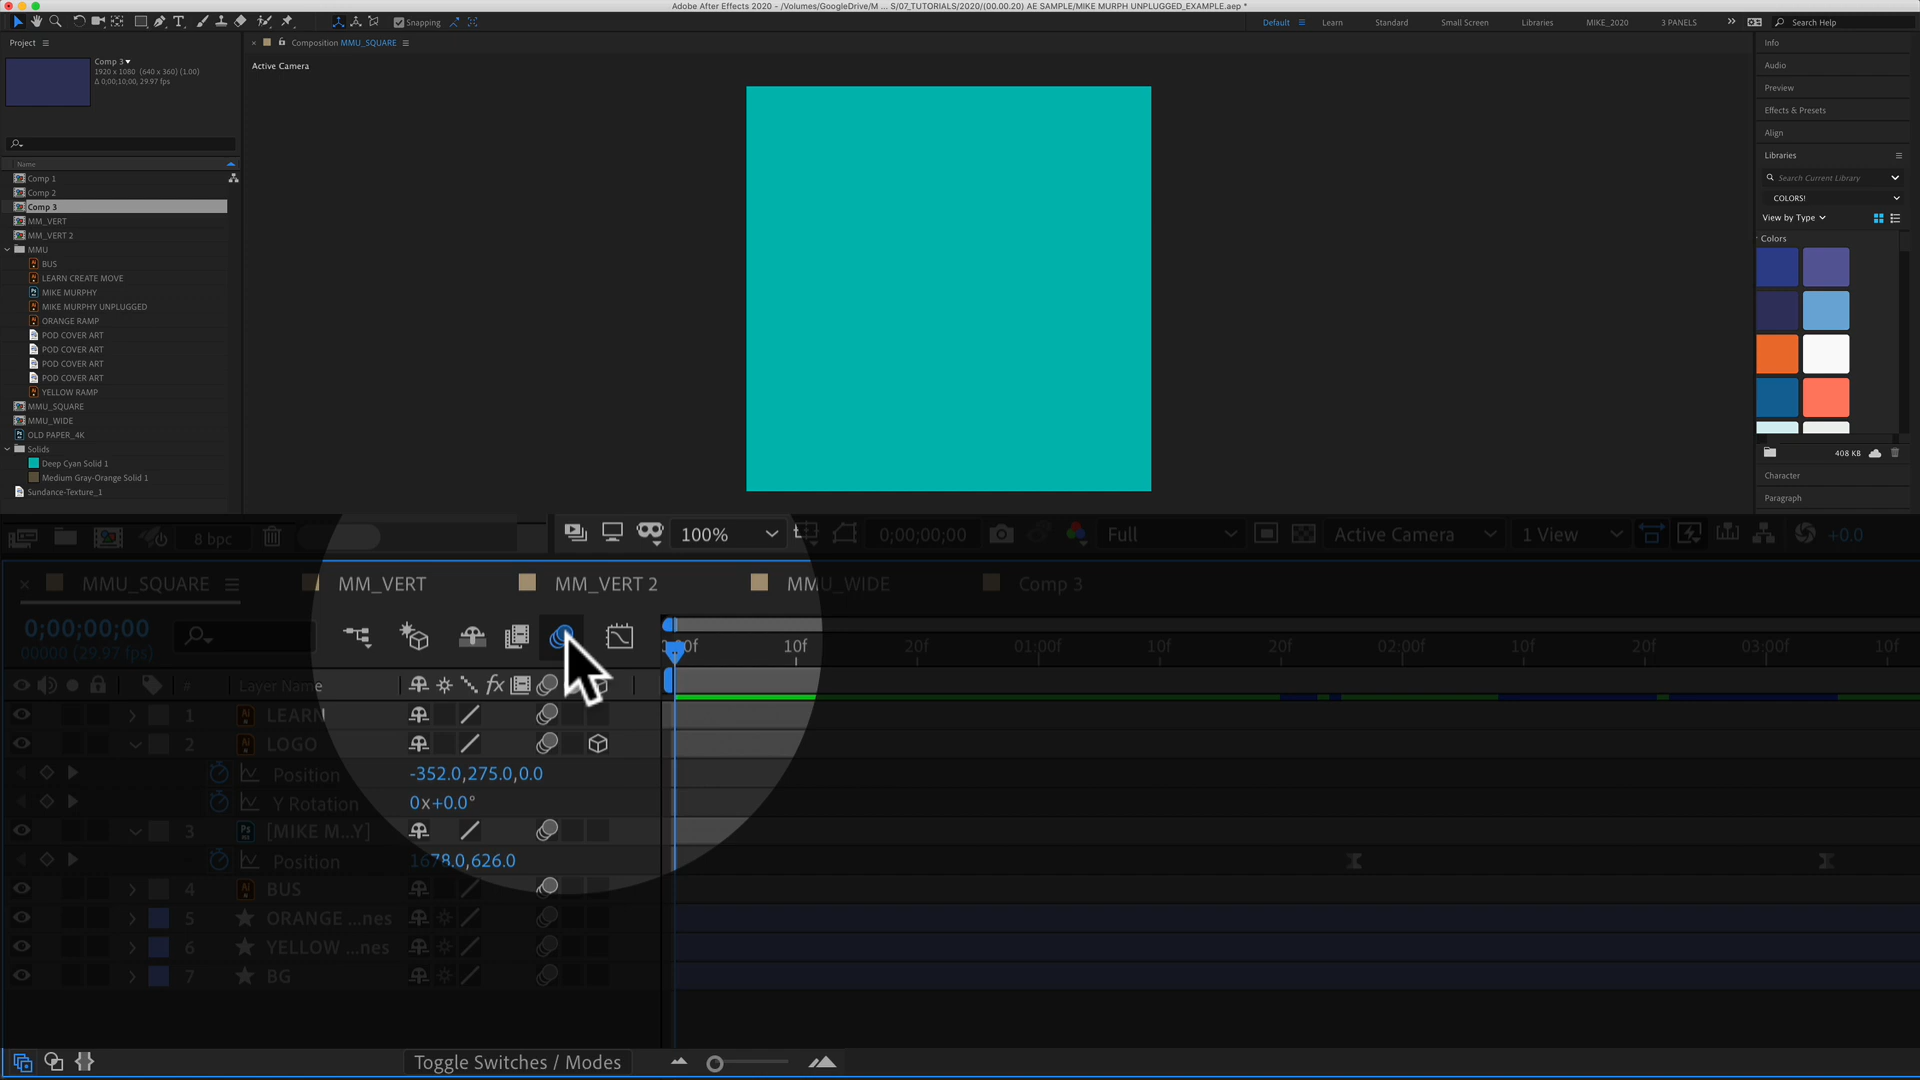 Adobe After Effects 2020 - /Volumes/GoogleDrive/M ... S/07_TUTORIALS/2020/(00.00.20) AE SAMPLE/MIKE MURPH UNPLUGGED_EXAMPLE.aep *
Snapping
Default
Learn
Standard
Small Screen
Libraries
MIKE_2020
3 PANELS
Search Help
Project
Composition MMU_SQUARE
Info
Comp 3
1920 x 1080 (640 x 360) (1.00)
Δ 0;00;10;00, 29.97 fps
Active Camera
Audio
Preview
Effects & Presets
Align
Libraries
Search Current Library
COLORS!
View by Type
Colors
Name
Comp 1
Comp 2
Comp 3
MM_VERT
MM_VERT 2
MMU
BUS
LEARN CREATE MOVE
MIKE MURPHY
MIKE MURPHY UNPLUGGED
ORANGE RAMP
POD COVER ART
POD COVER ART
POD COVER ART
POD COVER ART
YELLOW RAMP
MMU_SQUARE
MMU_WIDE
OLD PAPER_4K
Solids
Deep Cyan Solid 1
Medium Gray-Orange Solid 1
Sundance-Texture_1
408 KB
Character
Paragraph
8 bpc
100%
0;00;00;00
Full
Active Camera
1 View
+0.0
MMU_SQUARE
MM_VERT
MM_VERT 2
MMU_WIDE
Comp 3
0;00;00;00
00000 (29.97 fps)
10f
20f
01:00f
10f
20f
02:00f
10f
20f
03:00f
10f
# Layer Name
fx
1 LEARN
2 LOGO
Position -352.0,275.0,0.0
Y Rotation 0x+0.0°
3 [MIKE M...Y]
Position 1678.0,626.0
4 BUS
5 ORANGE ...nes
6 YELLOW ...nes
7 BG
Toggle Switches / Modes